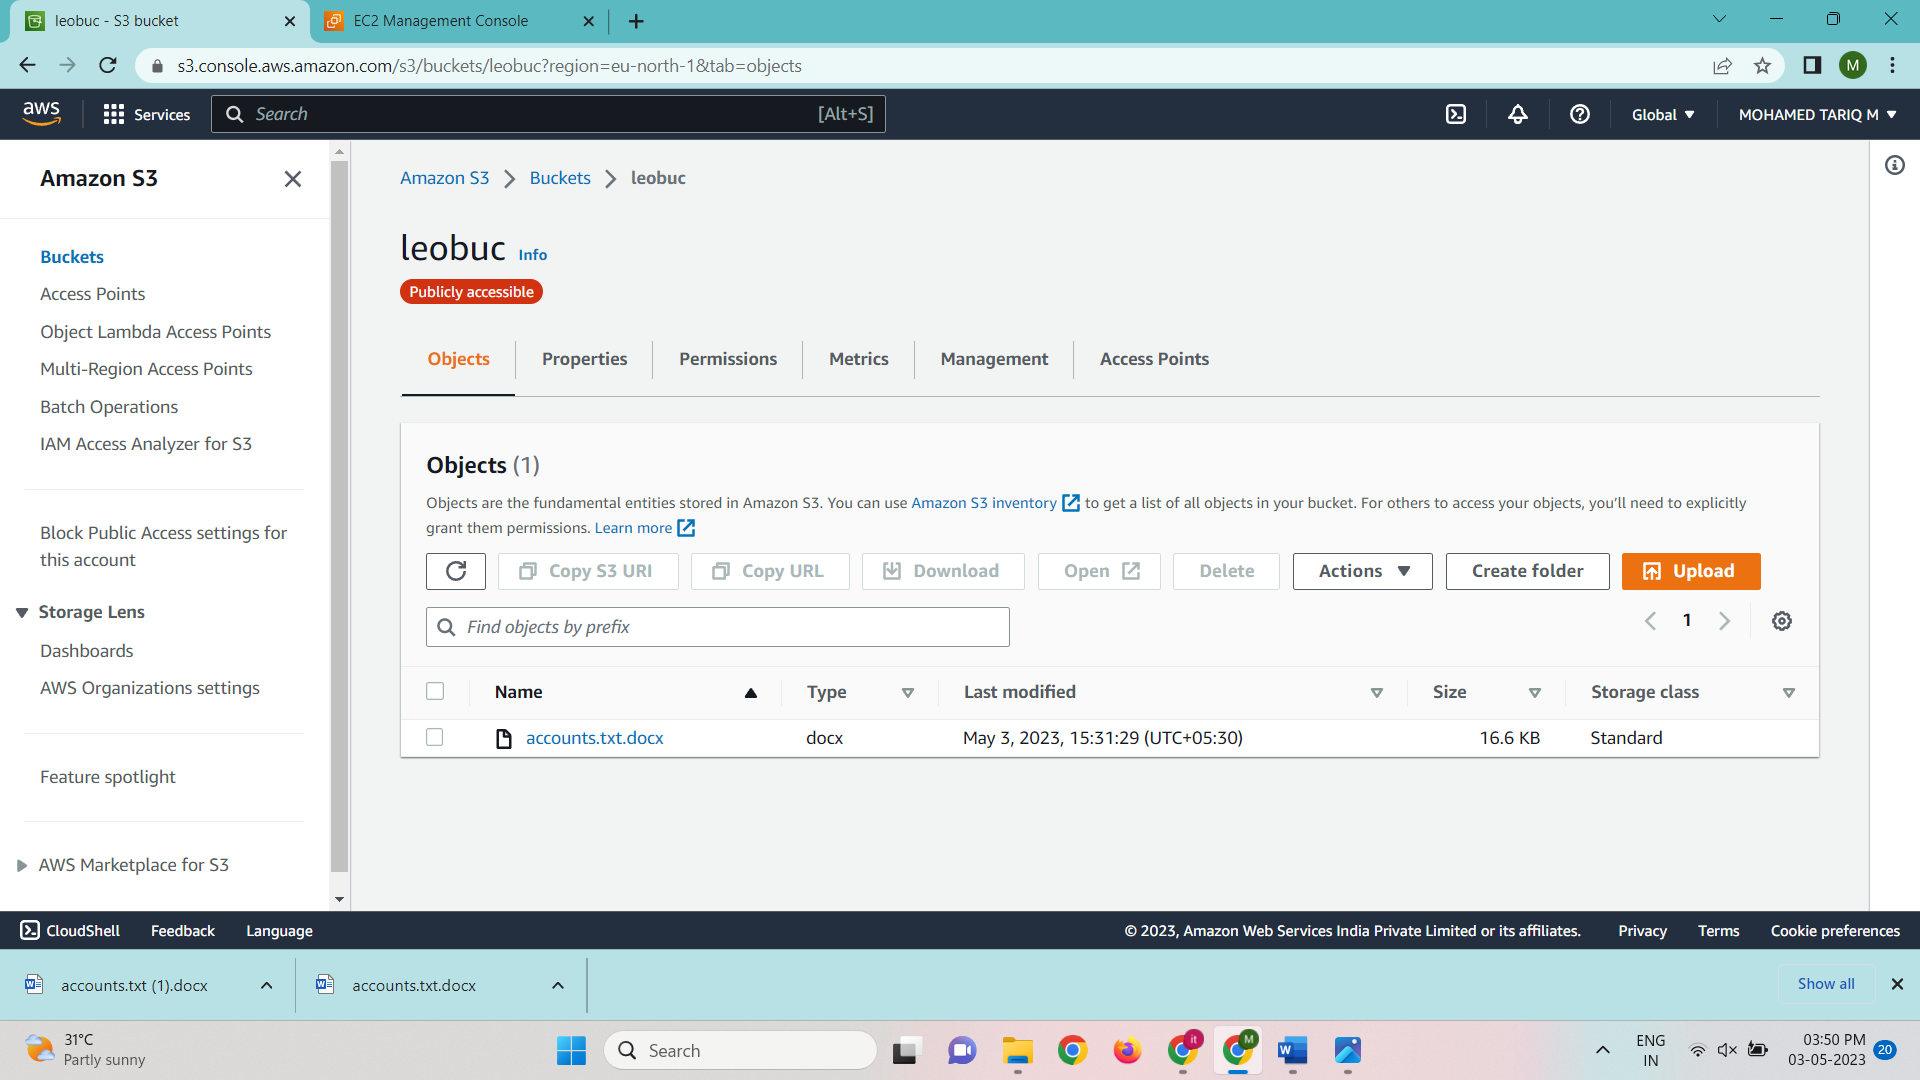 leobuc - S3 bucket
EC2 Management Console
s3.console.aws.amazon.com/s3/buckets/leobuc?region=eu-north-1&tab=objects
M
aws
Services
Search
[Alt+S]
Global
MOHAMED TARIQ M
Amazon S3
Buckets
Access Points
Object Lambda Access Points
Multi-Region Access Points
Batch Operations
IAM Access Analyzer for S3
Block Public Access settings for
this account
Storage Lens
Dashboards
AWS Organizations settings
Feature spotlight
AWS Marketplace for S3
Amazon S3 Buckets leobuc
leobuc Info
Publicly accessible
Objects Properties Permissions Metrics Management Access Points
Objects (1)
Objects are the fundamental entities stored in Amazon S3. You can use Amazon S3 inventory to get a list of all objects in your bucket. For others to access your objects, you'll need to explicitly
grant them permissions. Learn more
Copy S3 URI Copy URL Download Open Delete Actions Create folder Upload
Find objects by prefix
1
Name Type Last modified Size Storage class
accounts.txt.docx docx May 3, 2023, 15:31:29 (UTC+05:30) 16.6 KB Standard
CloudShell Feedback Language
© 2023, Amazon Web Services India Private Limited or its affiliates. Privacy Terms Cookie preferences
accounts.txt (1).docx
accounts.txt.docx
Show all
31°C
Partly sunny
Search
it
M
W
ENG
IN
03:50 PM
03-05-2023
20